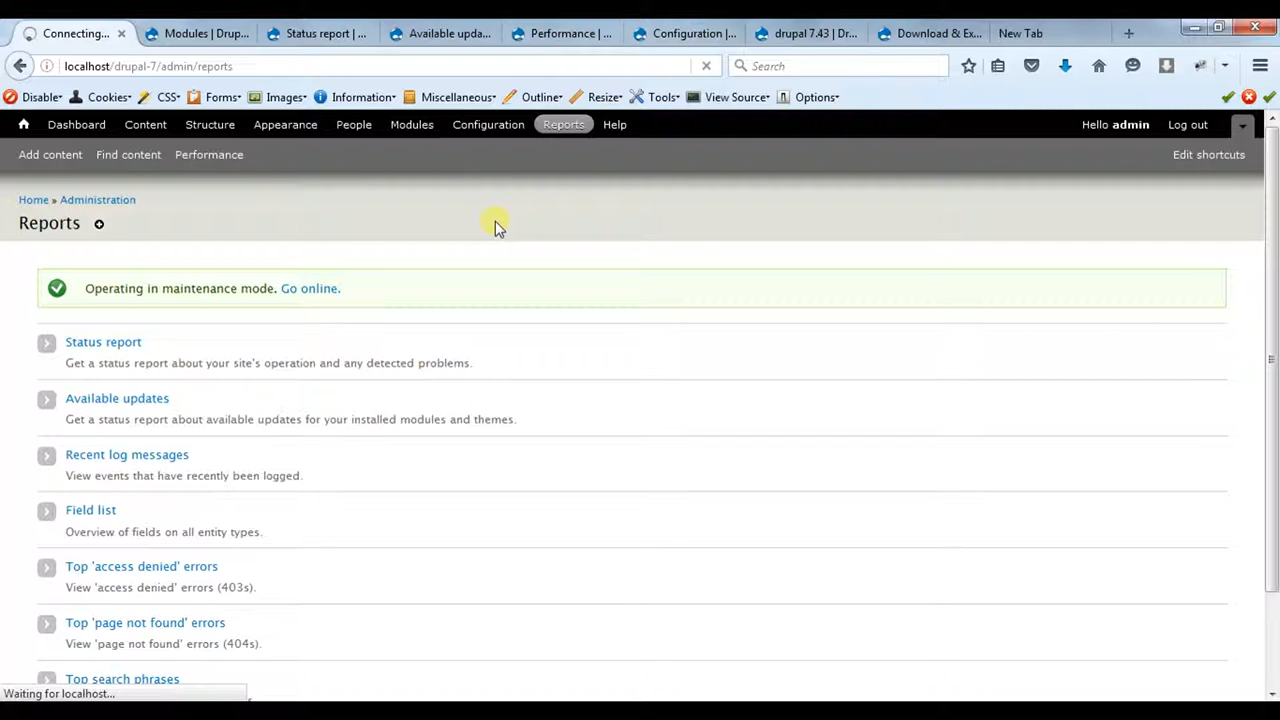 Connecting... Modules | Drup... Status report | ... Available upda... Performance | ... Configuration |... drupal 7.43 | Dr... Download & Ex... New Tab
localhost/drupal-7/admin/reports Search
Disable Cookies CSS Forms Images Information Miscellaneous Outline Resize Tools View Source Options
Dashboard Content Structure Appearance People Modules Configuration Reports Help Hello admin Log out
Add content Find content Performance Edit shortcuts
Home » Administration
Reports
Operating in maintenance mode. Go online.
Status report
Get a status report about your site's operation and any detected problems.
Available updates
Get a status report about available updates for your installed modules and themes.
Recent log messages
View events that have recently been logged.
Field list
Overview of fields on all entity types.
Top 'access denied' errors
View 'access denied' errors (403s).
Top 'page not found' errors
View 'page not found' errors (404s).
Top search phrases
Waiting for localhost...